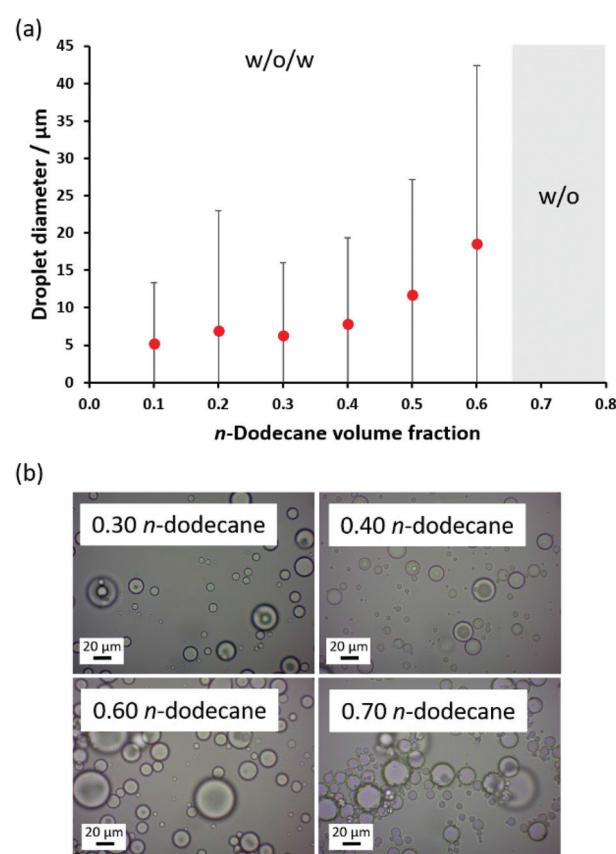 (a)
45
40
35
30
25
20
15
10
5
0
Droplet diameter / µm
w/o/w
w/o
0.0 0.1 0.2 0.3 0.4 0.5 0.6 0.7 0.8
n-Dodecane volume fraction
(b)
0.30 n-dodecane
20 µm
0.40 n-dodecane
20 µm
0.60 n-dodecane
20 µm
0.70 n-dodecane
20 µm